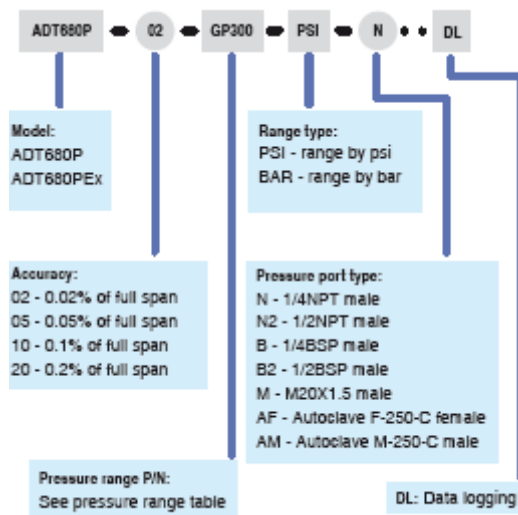 ADT680P 02 GP300 PSI N DL
Model:
ADT680P
ADT680PEx
Range type:
PSI - range by psi
BAR - range by bar
Accuracy:
02 - 0.02% of full span
05 - 0.05% of full span
10 - 0.1% of full span
20 - 0.2% of full span
Pressure port type:
N - 1/4NPT male
N2 - 1/2NPT male
B - 1/4BSP male
B2 - 1/2BSP male
M - M20X1.5 male
AF - Autoclave F-250-C female
AM - Autoclave M-250-C male
Pressure range P/N:
See pressure range table
DL: Data logging